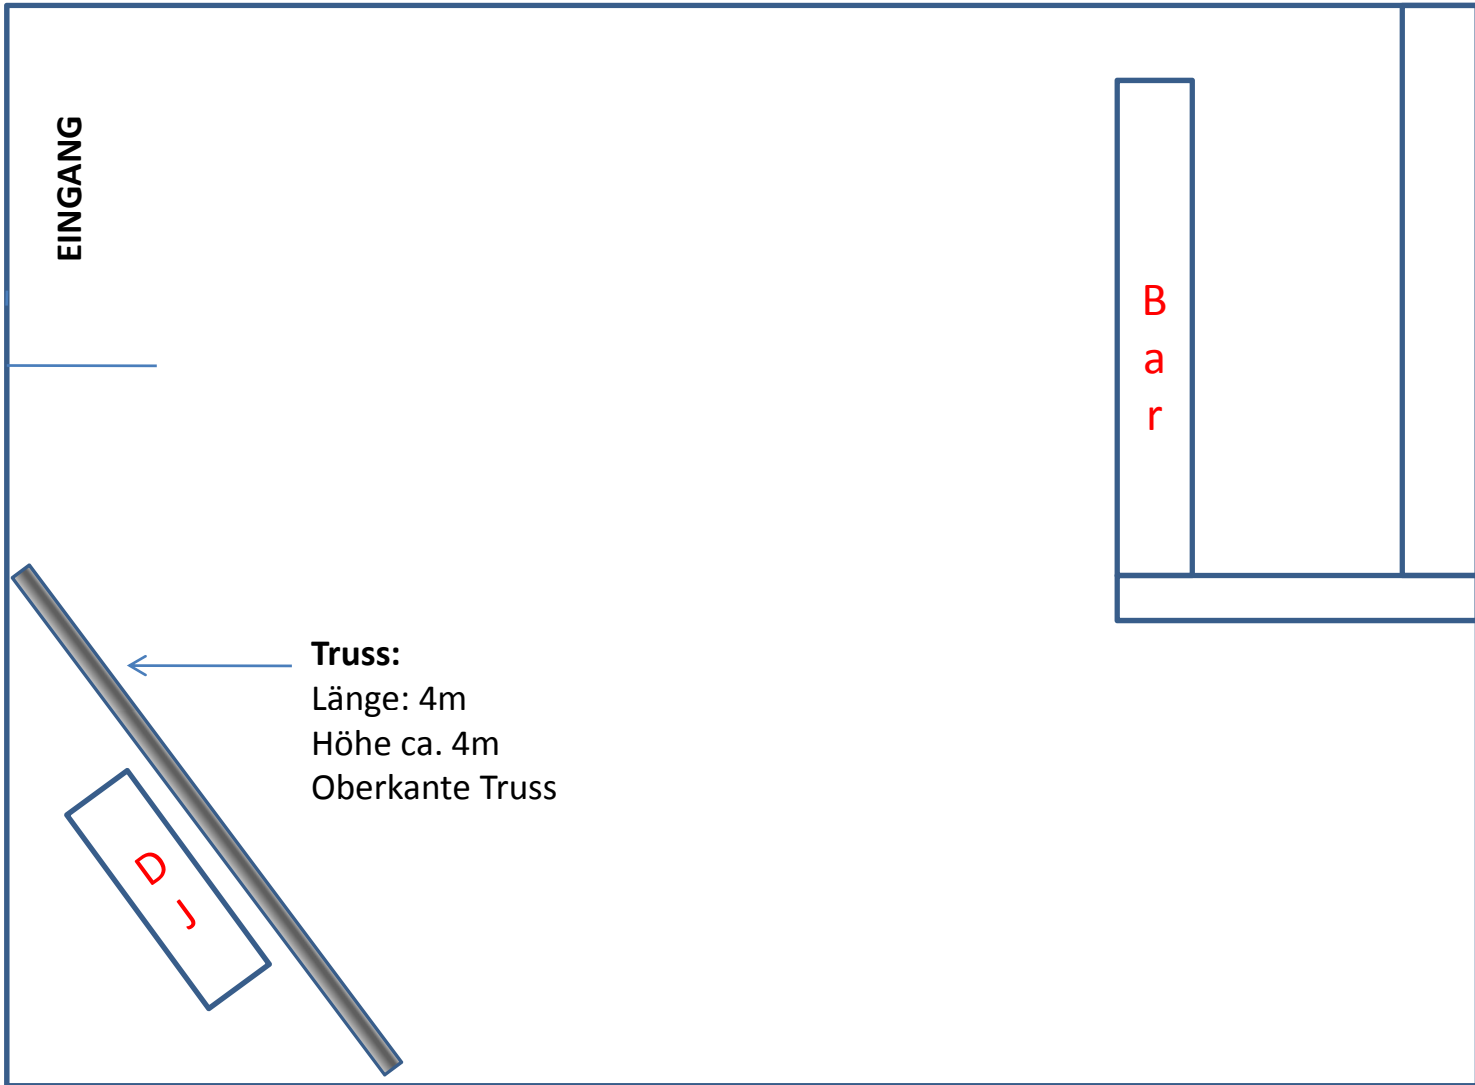 EINGANG
B
a
r
Truss:
Länge: 4m
Höhe ca. 4m
Oberkante Truss
D
J